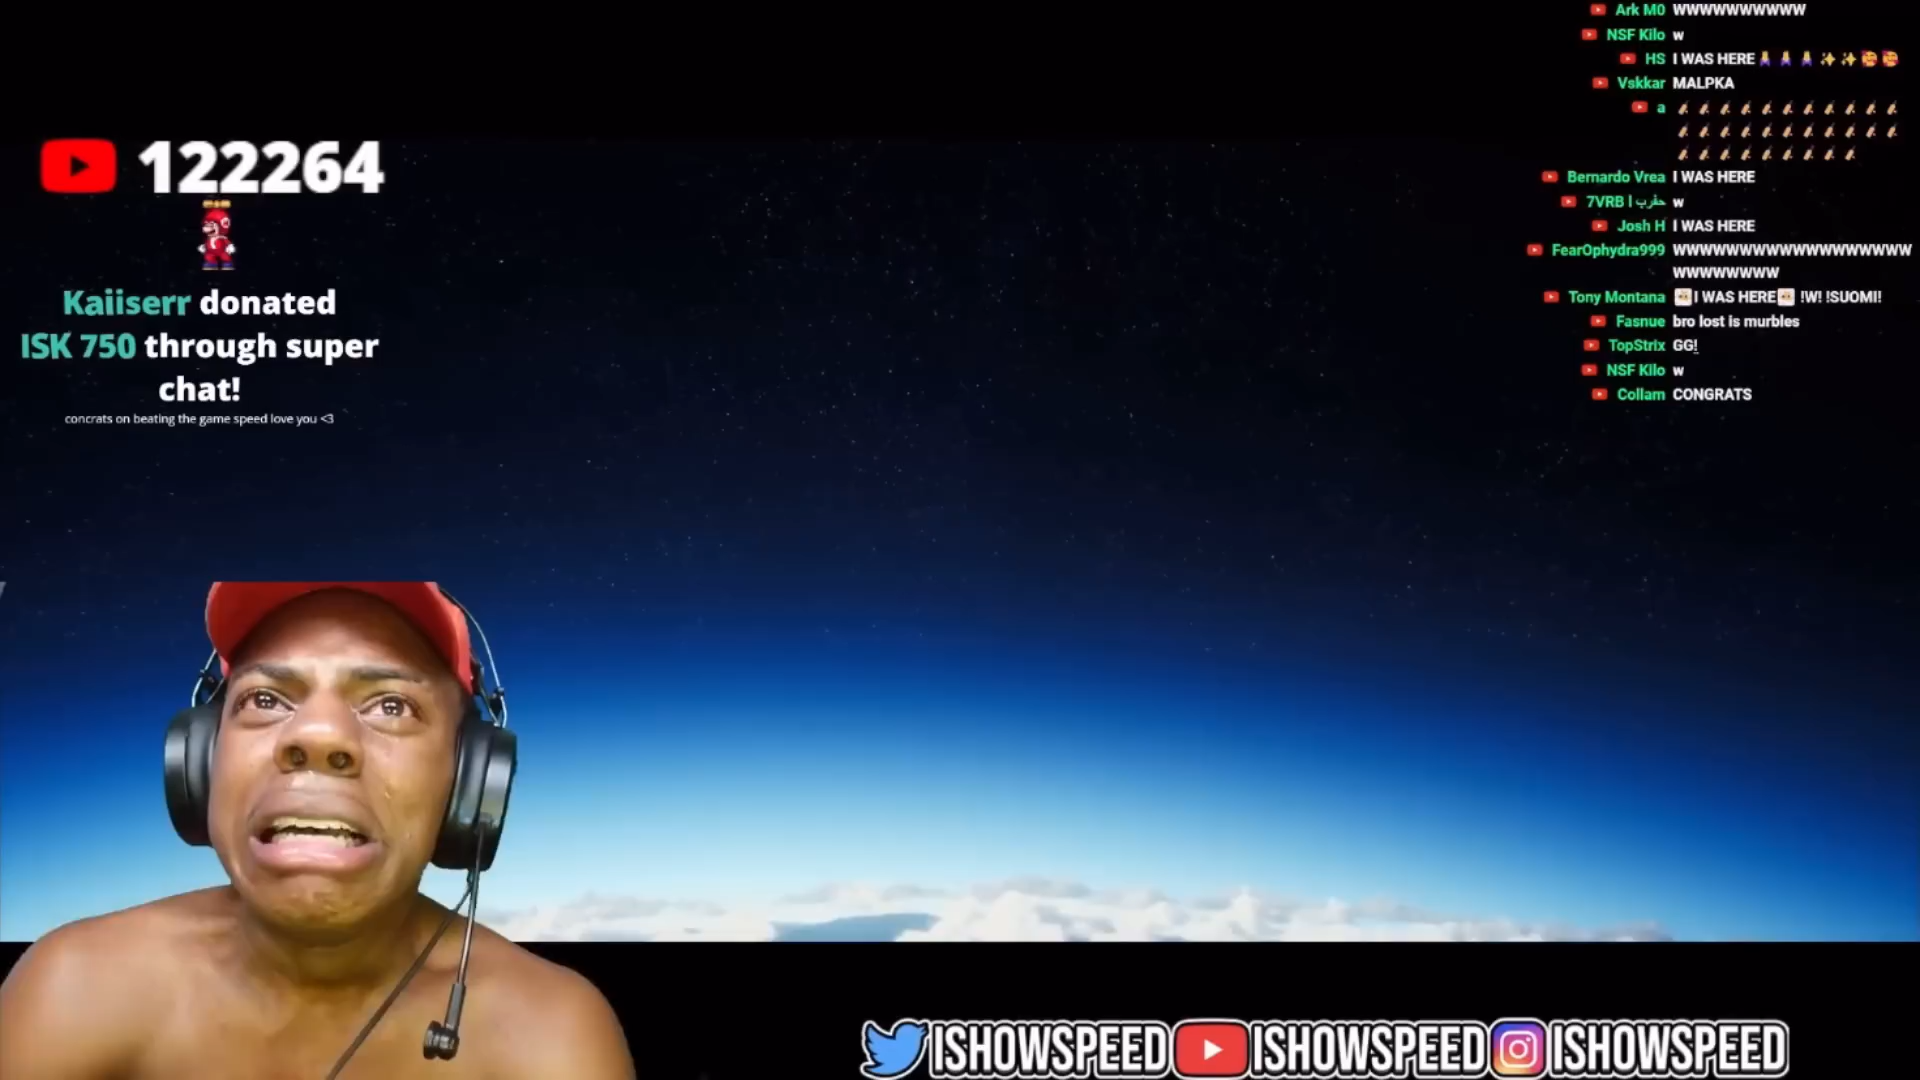 122264
Kaiiserr donated
ISK 750 through super
chat!
concrats on beating the game speed love you <3
Ark M0 WWWWWWWWWW
NSF Kilo w
HS I WAS HERE
Vskkar MALPKA
a
Bernardo Vrea I WAS HERE
7VRB l حڨرب w
Josh H I WAS HERE
FearOphydra999 WWWWWWWWWWWWWWWWWW
WWWWWWWW
Tony Montana I WAS HERE !W! !SUOMI!
Fasnue bro lost is murbles
TopStrix GG!
NSF Kilo w
Collam CONGRATS
ISHOWSPEED ISHOWSPEED ISHOWSPEED